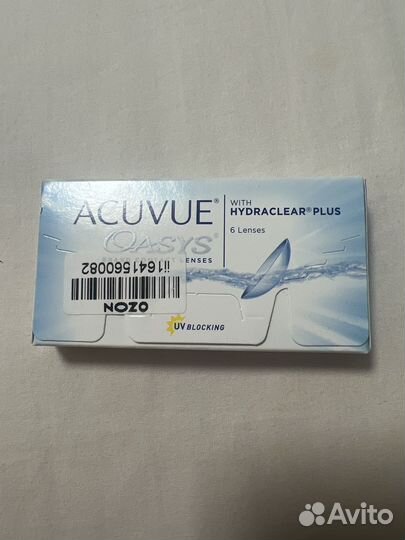 ACUVUE®
OASYS®
WITH
HYDRACLEAR® PLUS
6 Lenses
LENSES
ii1641560082
OZON
UV BLOCKING
Avito